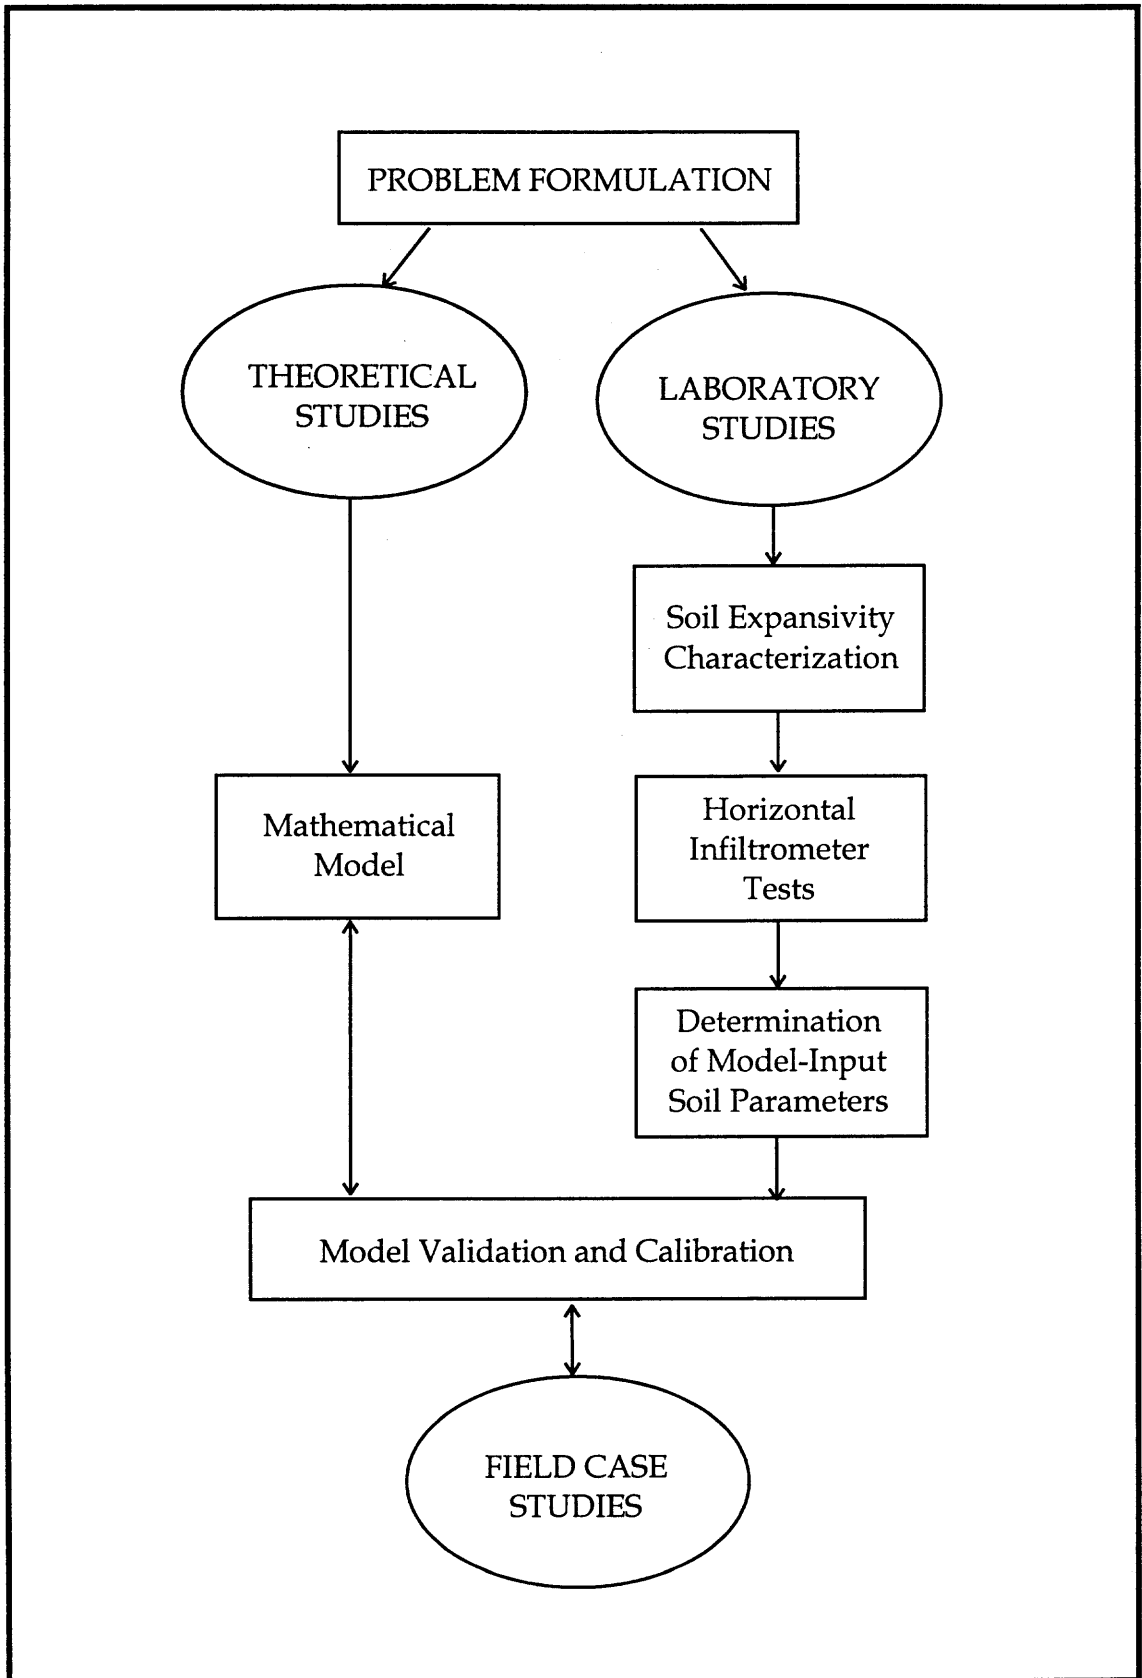 PROBLEM FORMULATION
THEORETICAL
STUDIES
LABORATORY
STUDIES
Soil Expansivity
Characterization
Mathematical
Model
Horizontal
Infiltrometer
Tests
Determination
of Model-Input
Soil Parameters
Model Validation and Calibration
FIELD CASE
STUDIES